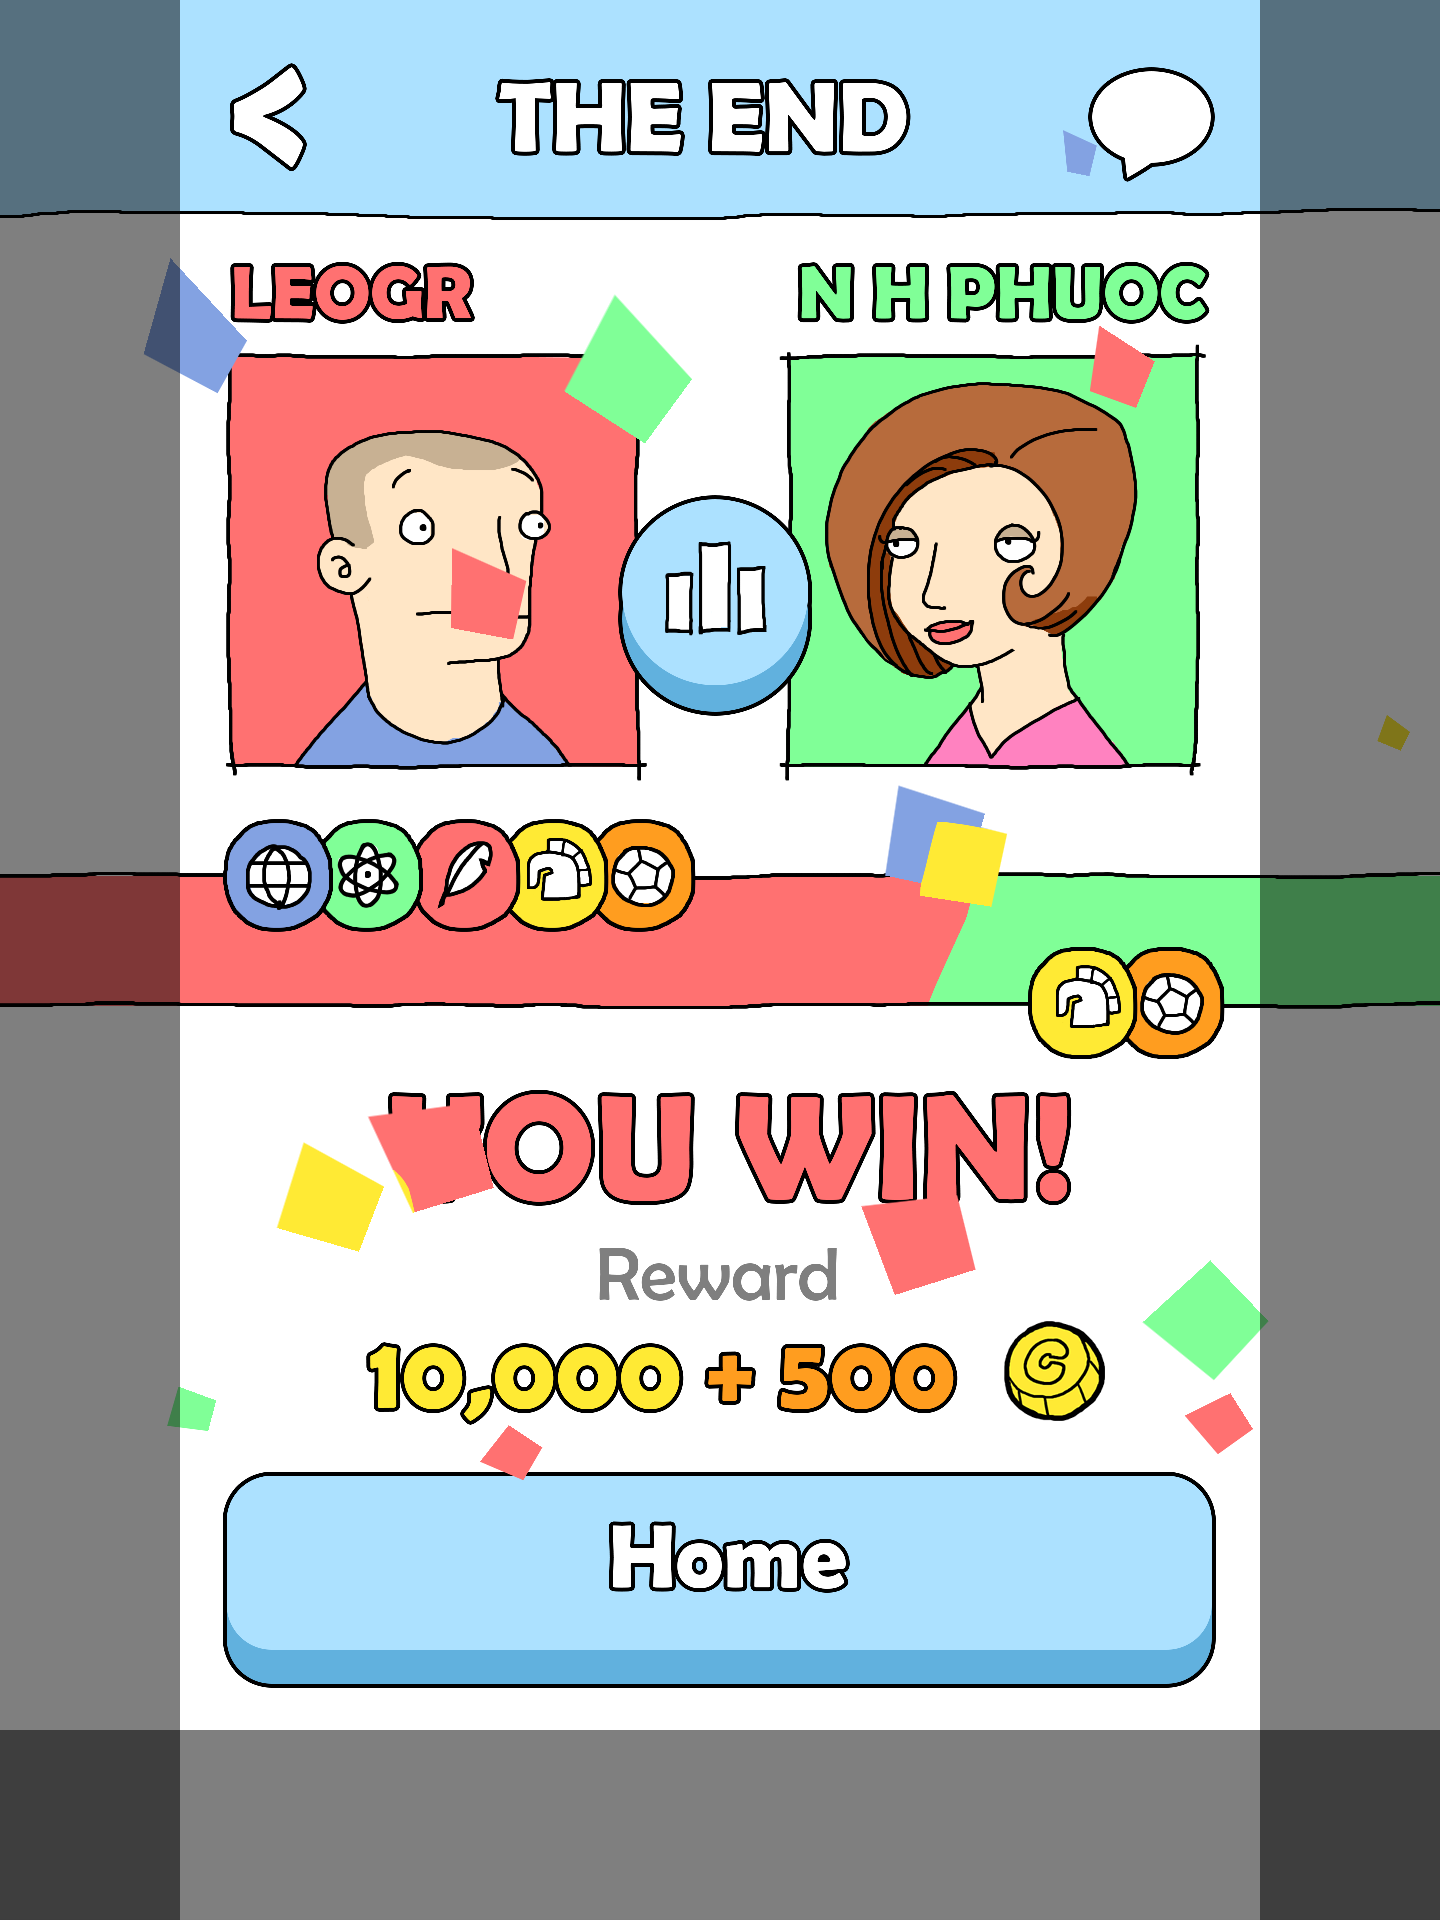 THE END
LEOGR
N H PHUOC
YOU WIN!
Reward
10,000 + 500 C
Home